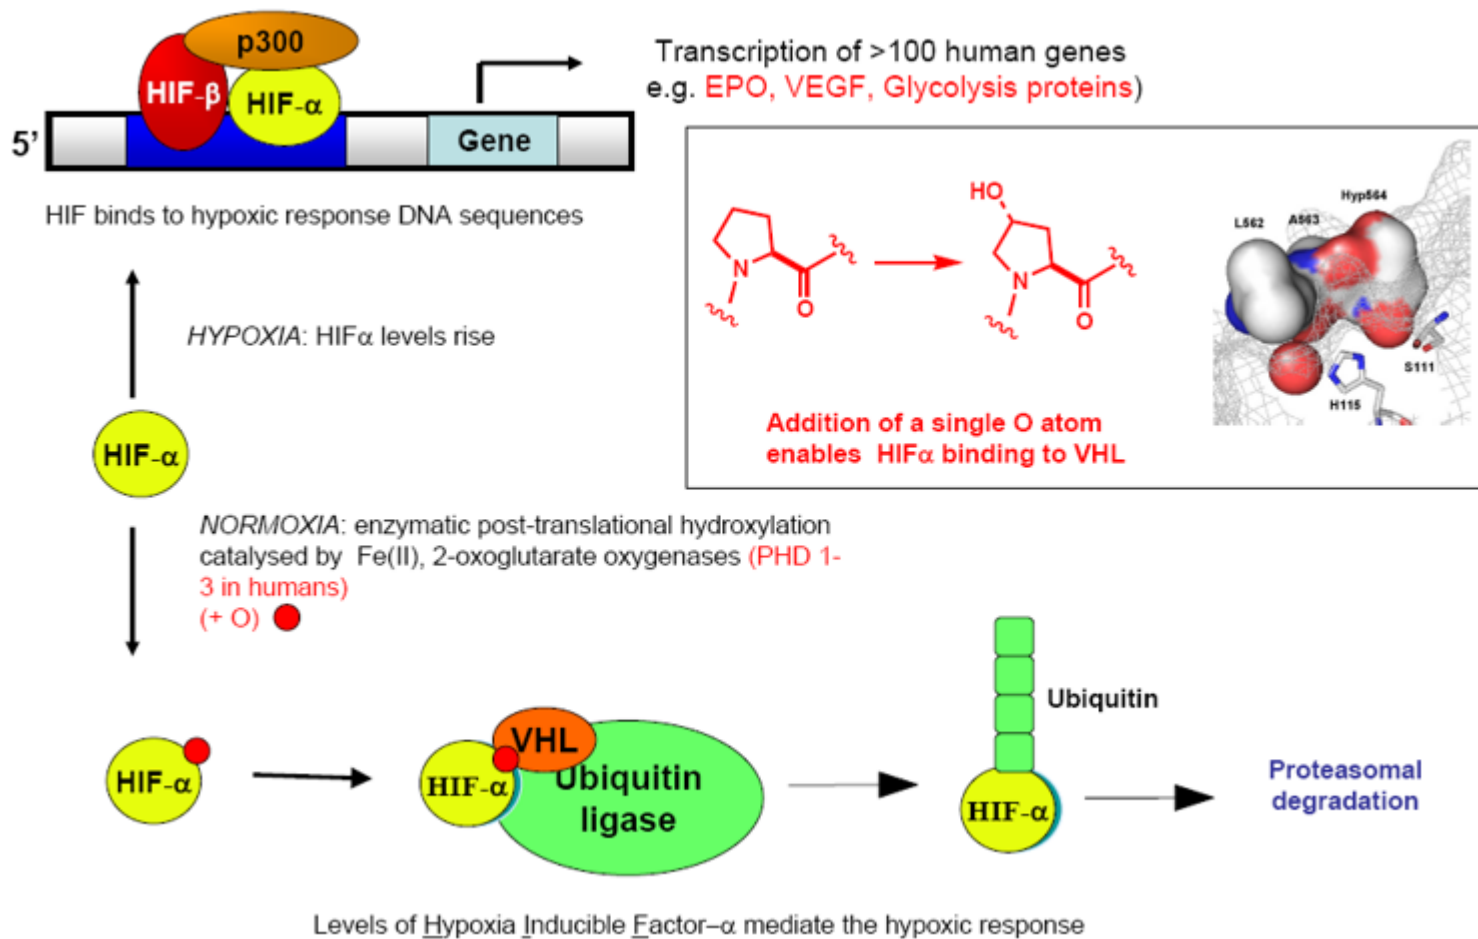 p300
HIF-β
HIF-α
5’
Gene
Transcription of >100 human genes
e.g. EPO, VEGF, Glycolysis proteins)
HIF binds to hypoxic response DNA sequences
HYPOXIA: HIFα levels rise
HIF-α
HO
N
O
N
O
L562
A563
Hyp564
S111
H115
Addition of a single O atom
enables HIFα binding to VHL
NORMOXIA: enzymatic post-translational hydroxylation
catalysed by Fe(II), 2-oxoglutarate oxygenases (PHD 1-
3 in humans)
(+ O)
HIF-α
HIF-α
VHL
Ubiquitin
ligase
Ubiquitin
HIF-α
Proteasomal
degradation
Levels of Hypoxia Inducible Factor–α mediate the hypoxic response